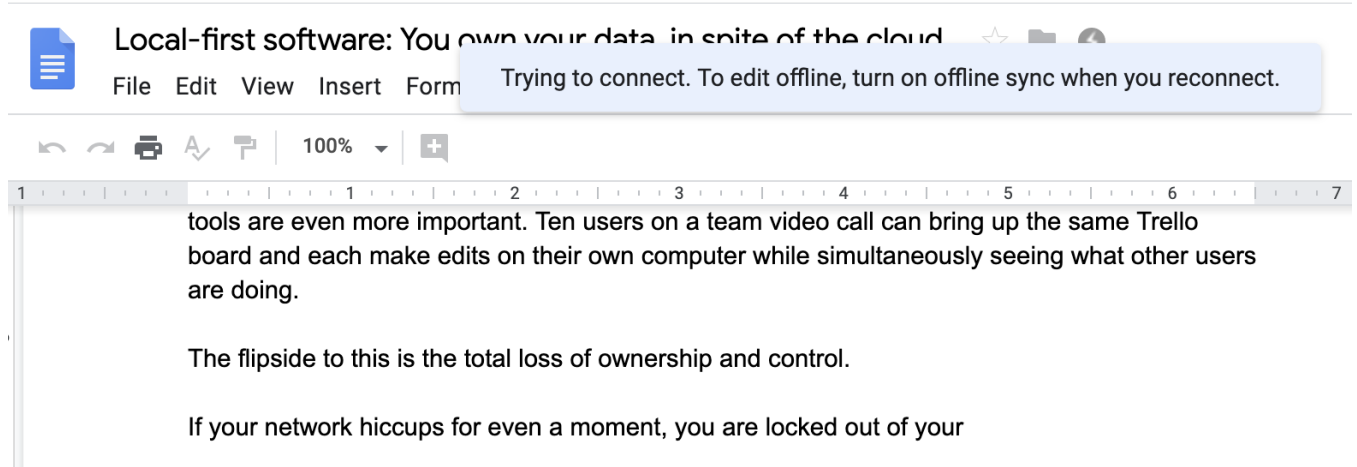 Local-first software: You own your data, in spite of the cloud
File Edit View Insert Form
Trying to connect. To edit offline, turn on offline sync when you reconnect.
100%
1 1 2 3 4 5 6 7
tools are even more important. Ten users on a team video call can bring up the same Trello
board and each make edits on their own computer while simultaneously seeing what other users
are doing.
The flipside to this is the total loss of ownership and control.
If your network hiccups for even a moment, you are locked out of your